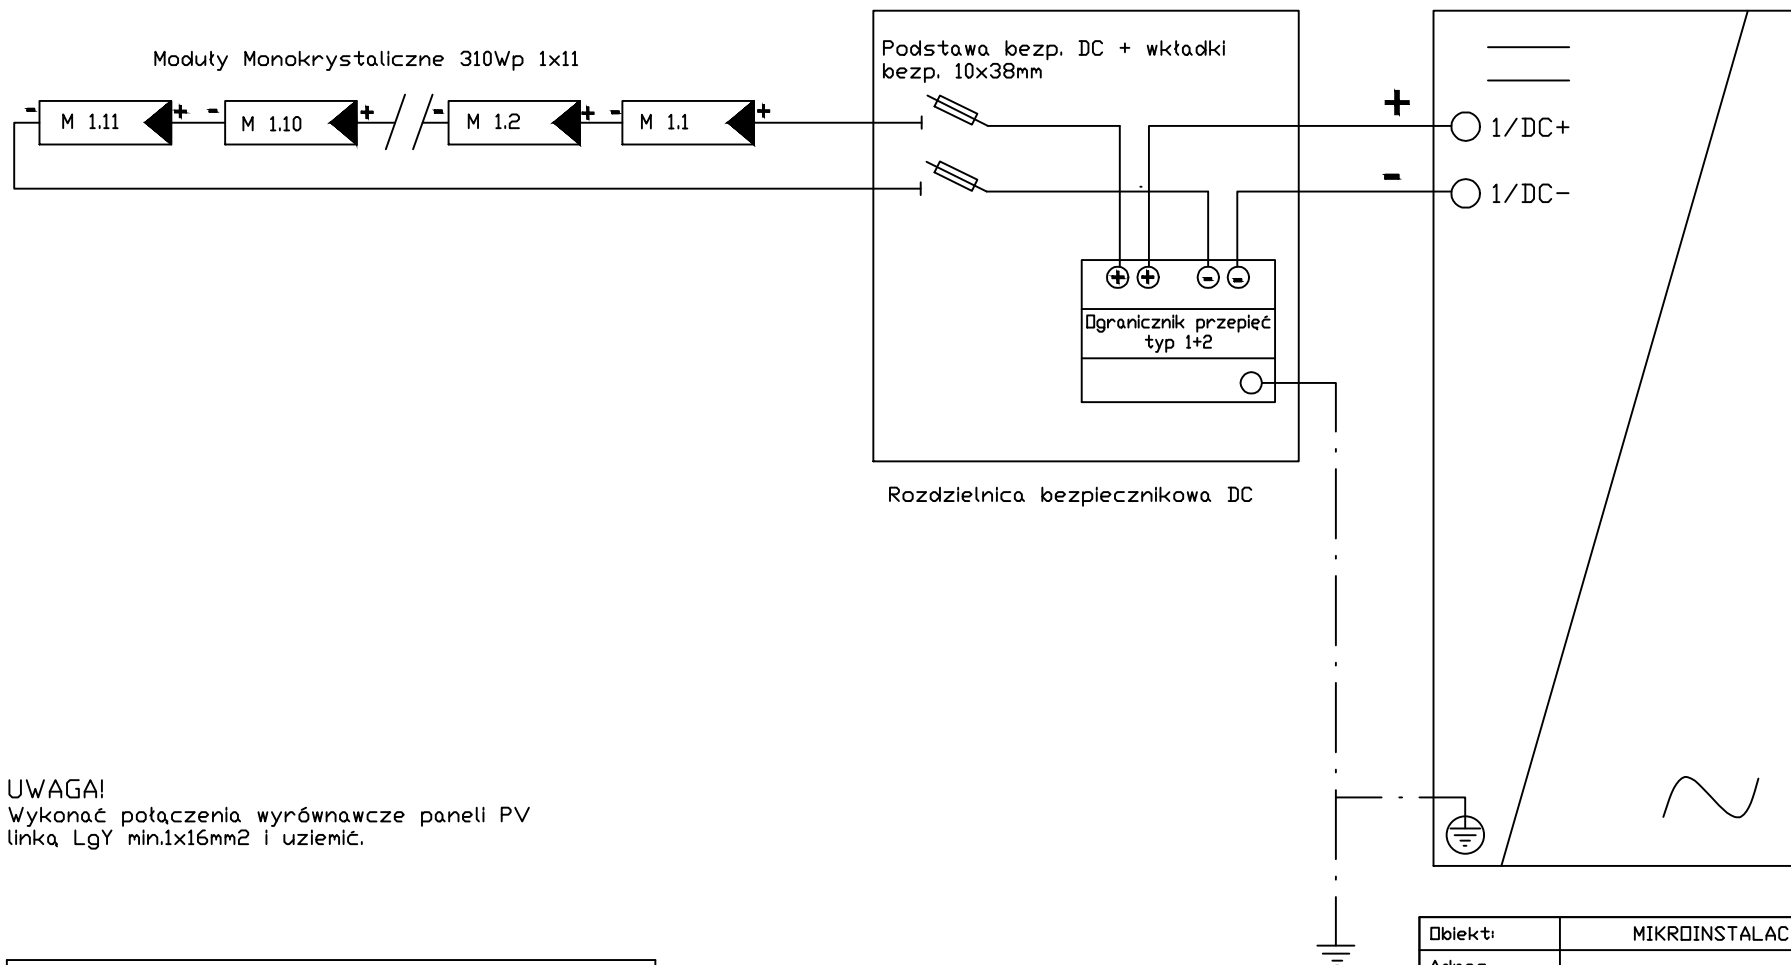 Moduły Monokrystaliczne 310Wp 1x11
- M 1.11 + - M 1.10 + - M 1.2 + - M 1.1 +
Podstawa bezp. DC + wkładki
bezp. 10x38mm
+ 1/DC+
- 1/DC-
+ + - -
Ogranicznik przepięć
typ 1+2
Rozdzielnica bezpiecznikowa DC
UWAGA!
Wykonać połączenia wyrównawcze paneli PV
linką LgY min.1x16mm2 i uziemić.
Obiekt: MIKROINSTALAC